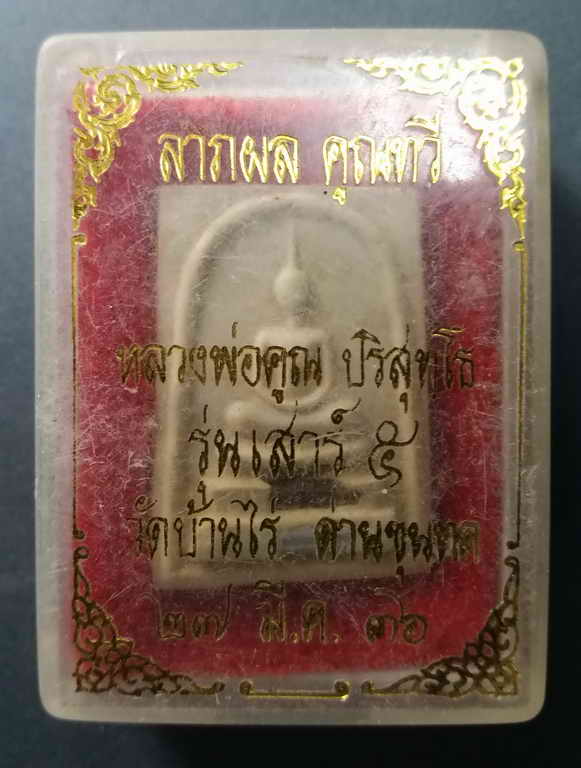 ลาภผล คูณทวี
หลวงพ่อคูณ ปริสุทโธ
รุ่นเสาร์ ๕
วัดบ้านไร่ ด่านขุนทด
๒๗ มี.ค. ๓๖